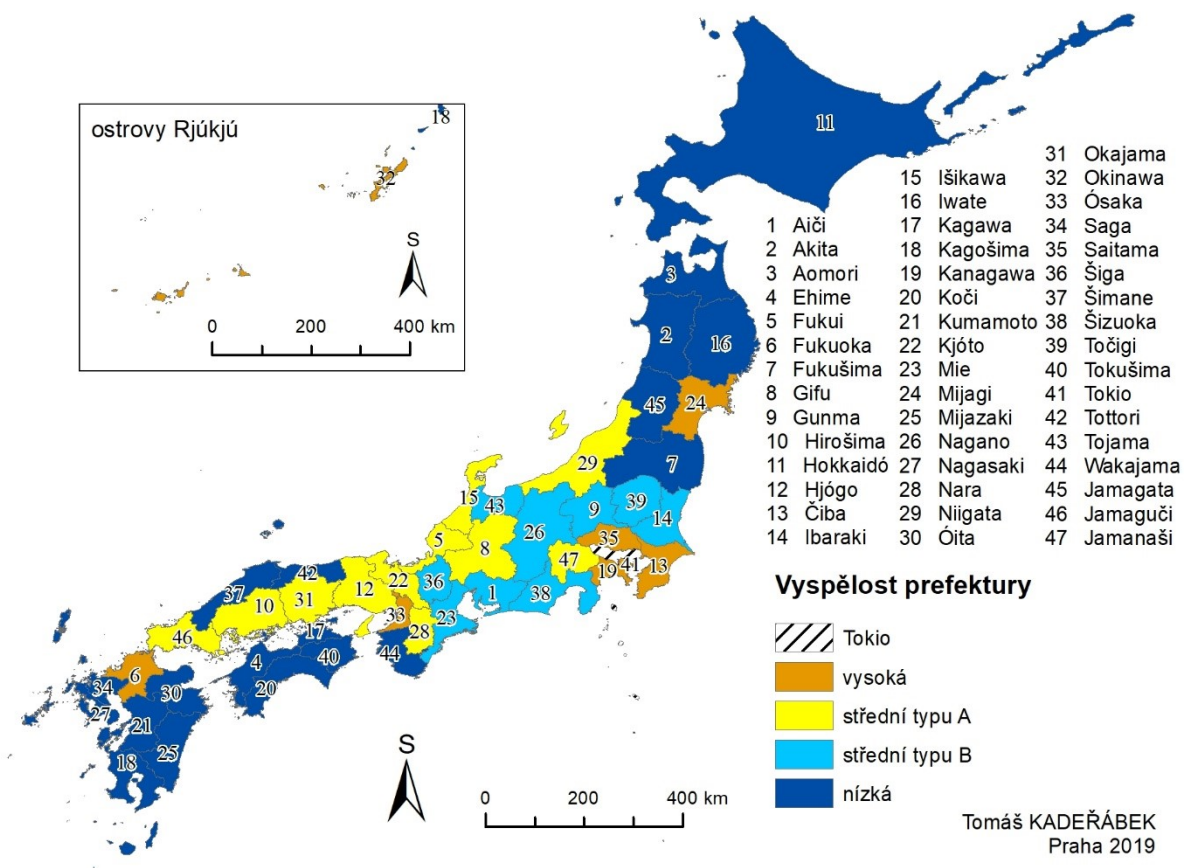 ostrovy Rjúkjú
18
32
S
0 200 400 km
11
3
2
16
45
24
7
29
15
43
26
9
39
14
5
8
47
35
19
41
13
37
42
10
31
12
22
36
1
38
46
33
28
23
17
44
6
4
40
20
34
30
27
21
18
25
S
0 200 400 km
1 Aiči
2 Akita
3 Aomori
4 Ehime
5 Fukui
6 Fukuoka
7 Fukušima
8 Gifu
9 Gunma
10 Hirošima
11 Hokkaidó
12 Hjógo
13 Čiba
14 Ibaraki
15 Išikawa
16 Iwate
17 Kagawa
18 Kagošima
19 Kanagawa
20 Koči
21 Kumamoto
22 Kjóto
23 Mie
24 Mijagi
25 Mijazaki
26 Nagano
27 Nagasaki
28 Nara
29 Niigata
30 Óita
31 Okajama
32 Okinawa
33 Ósaka
34 Saga
35 Saitama
36 Šiga
37 Šimane
38 Šizuoka
39 Točigi
40 Tokušima
41 Tokio
42 Tottori
43 Tojama
44 Wakajama
45 Jamagata
46 Jamaguči
47 Jamanaši
Vyspělost prefektury
Tokio
vysoká
střední typu A
střední typu B
nízká
Tomáš KADEŘÁBEK
Praha 2019